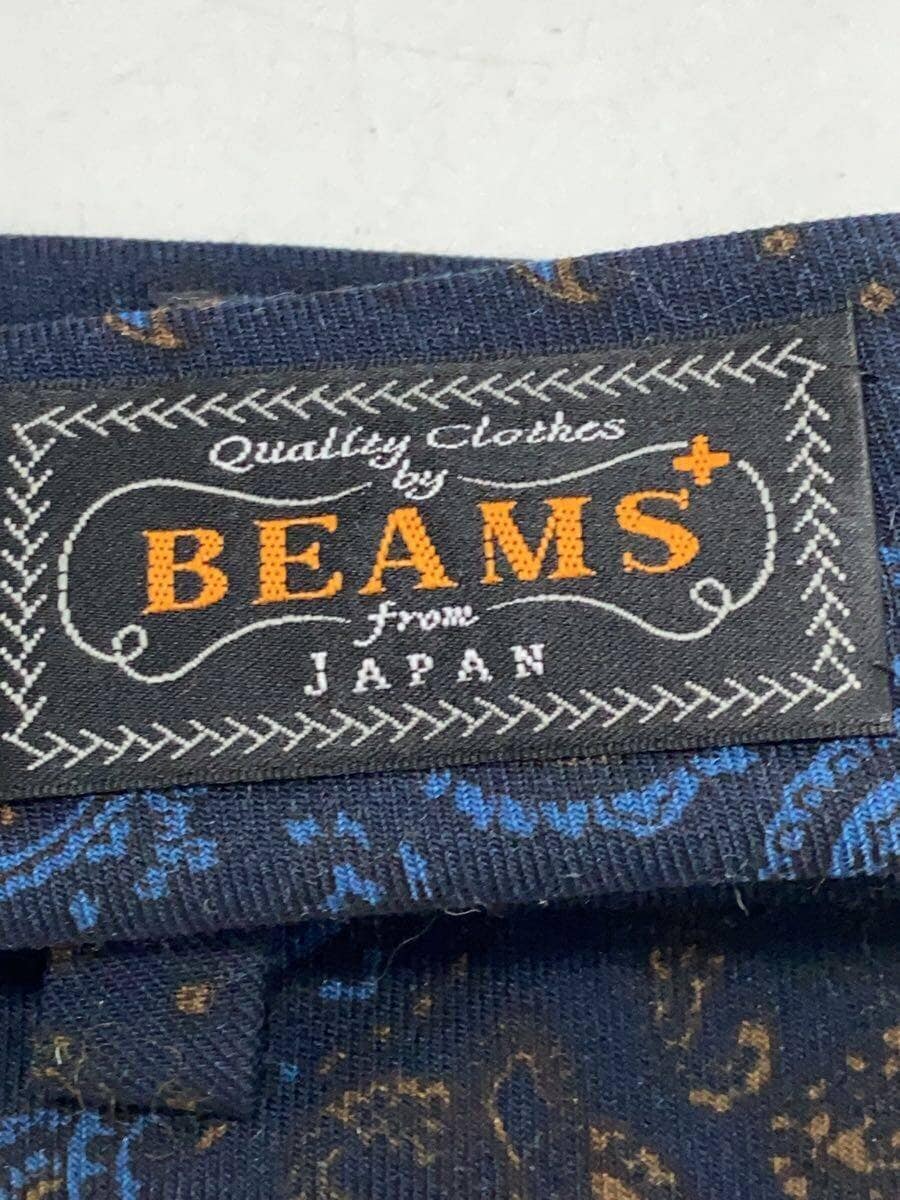 Quality Clothes
by
BEAMS+
from
JAPAN